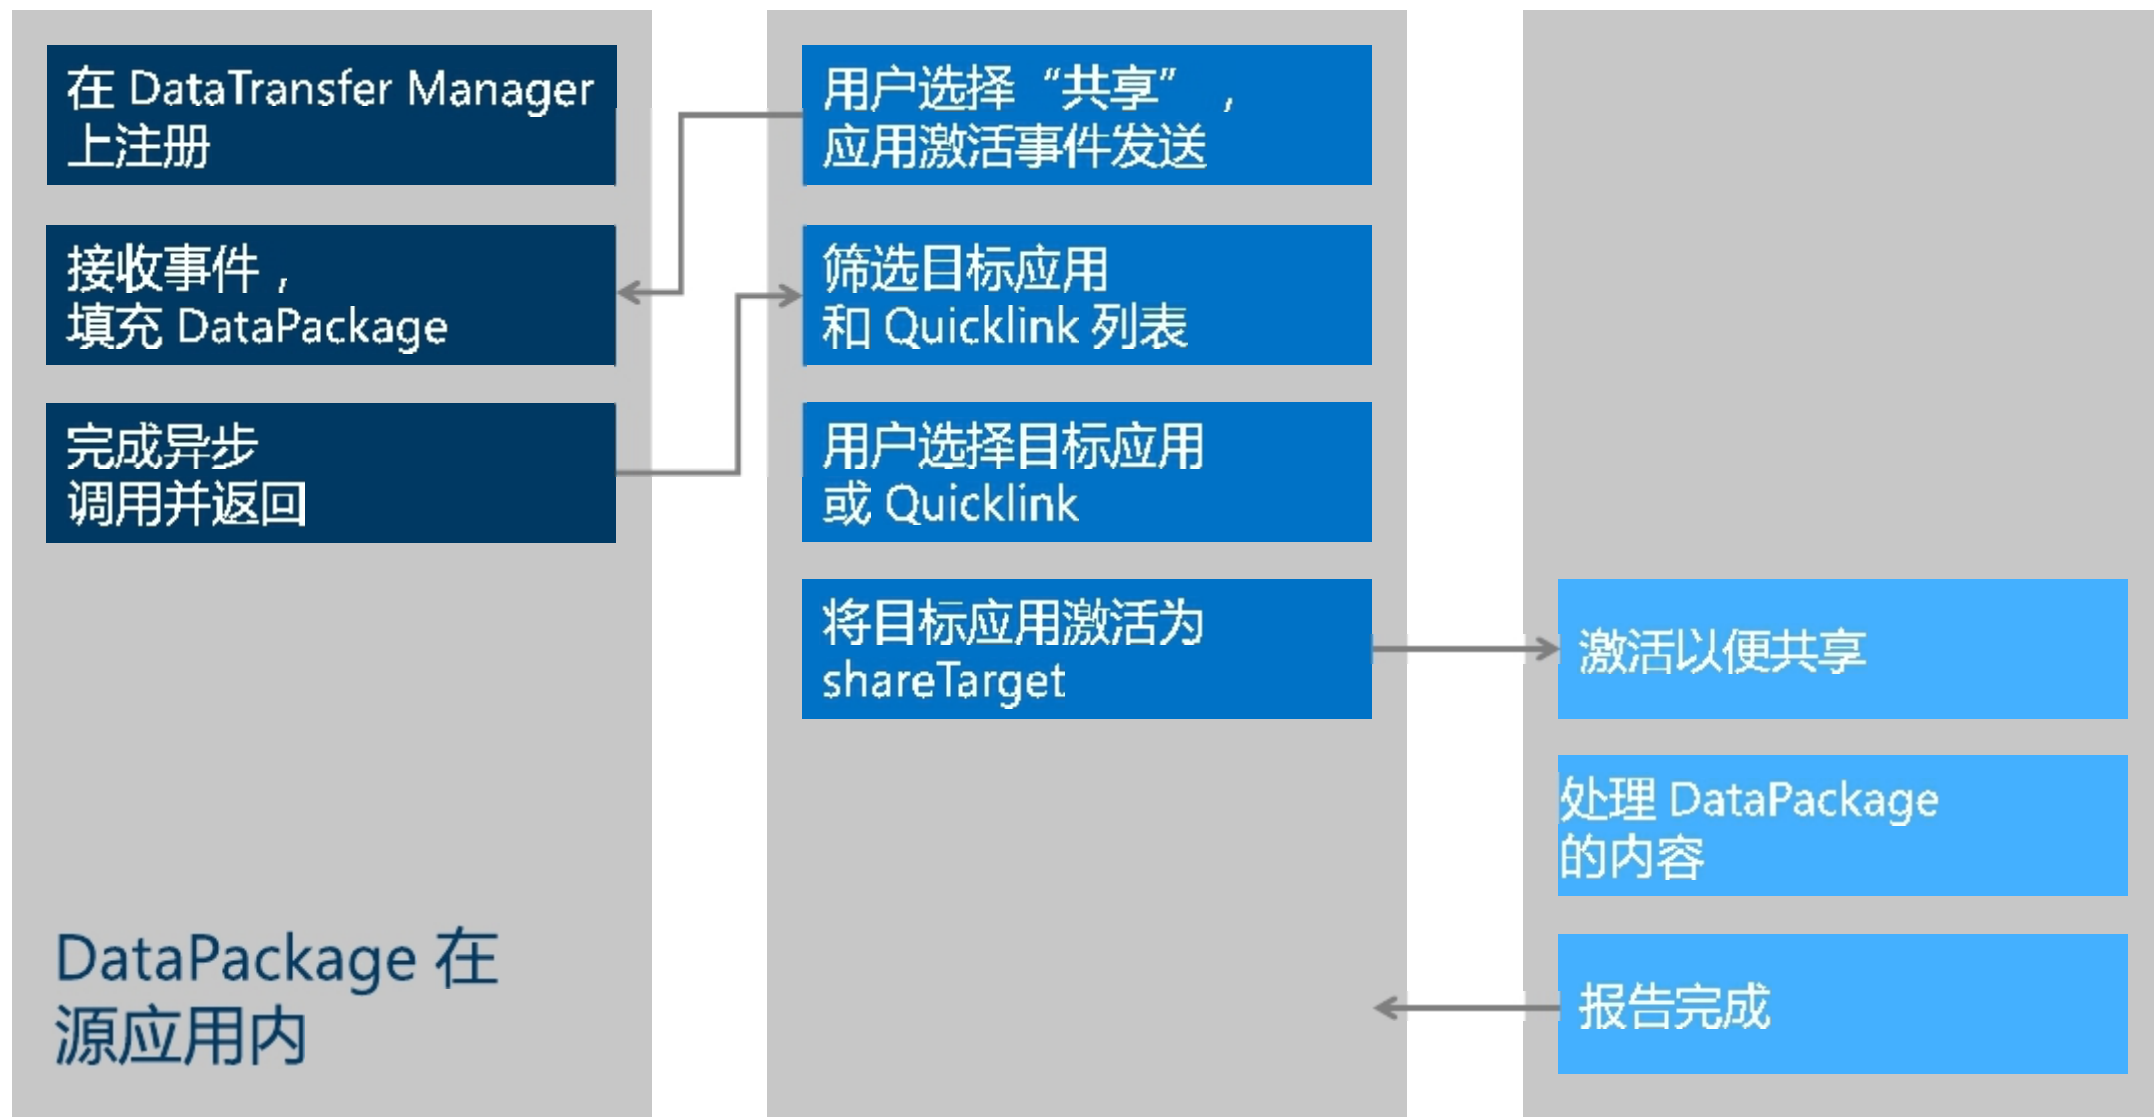 在 DataTransfer Manager
上注册
接收事件，
填充 DataPackage
完成异步
调用并返回
DataPackage 在
源应用内
用户选择“共享”，
应用激活事件发送
筛选目标应用
和 Quicklink 列表
用户选择目标应用
或 Quicklink
将目标应用激活为
shareTarget
激活以便共享
处理 DataPackage
的内容
报告完成